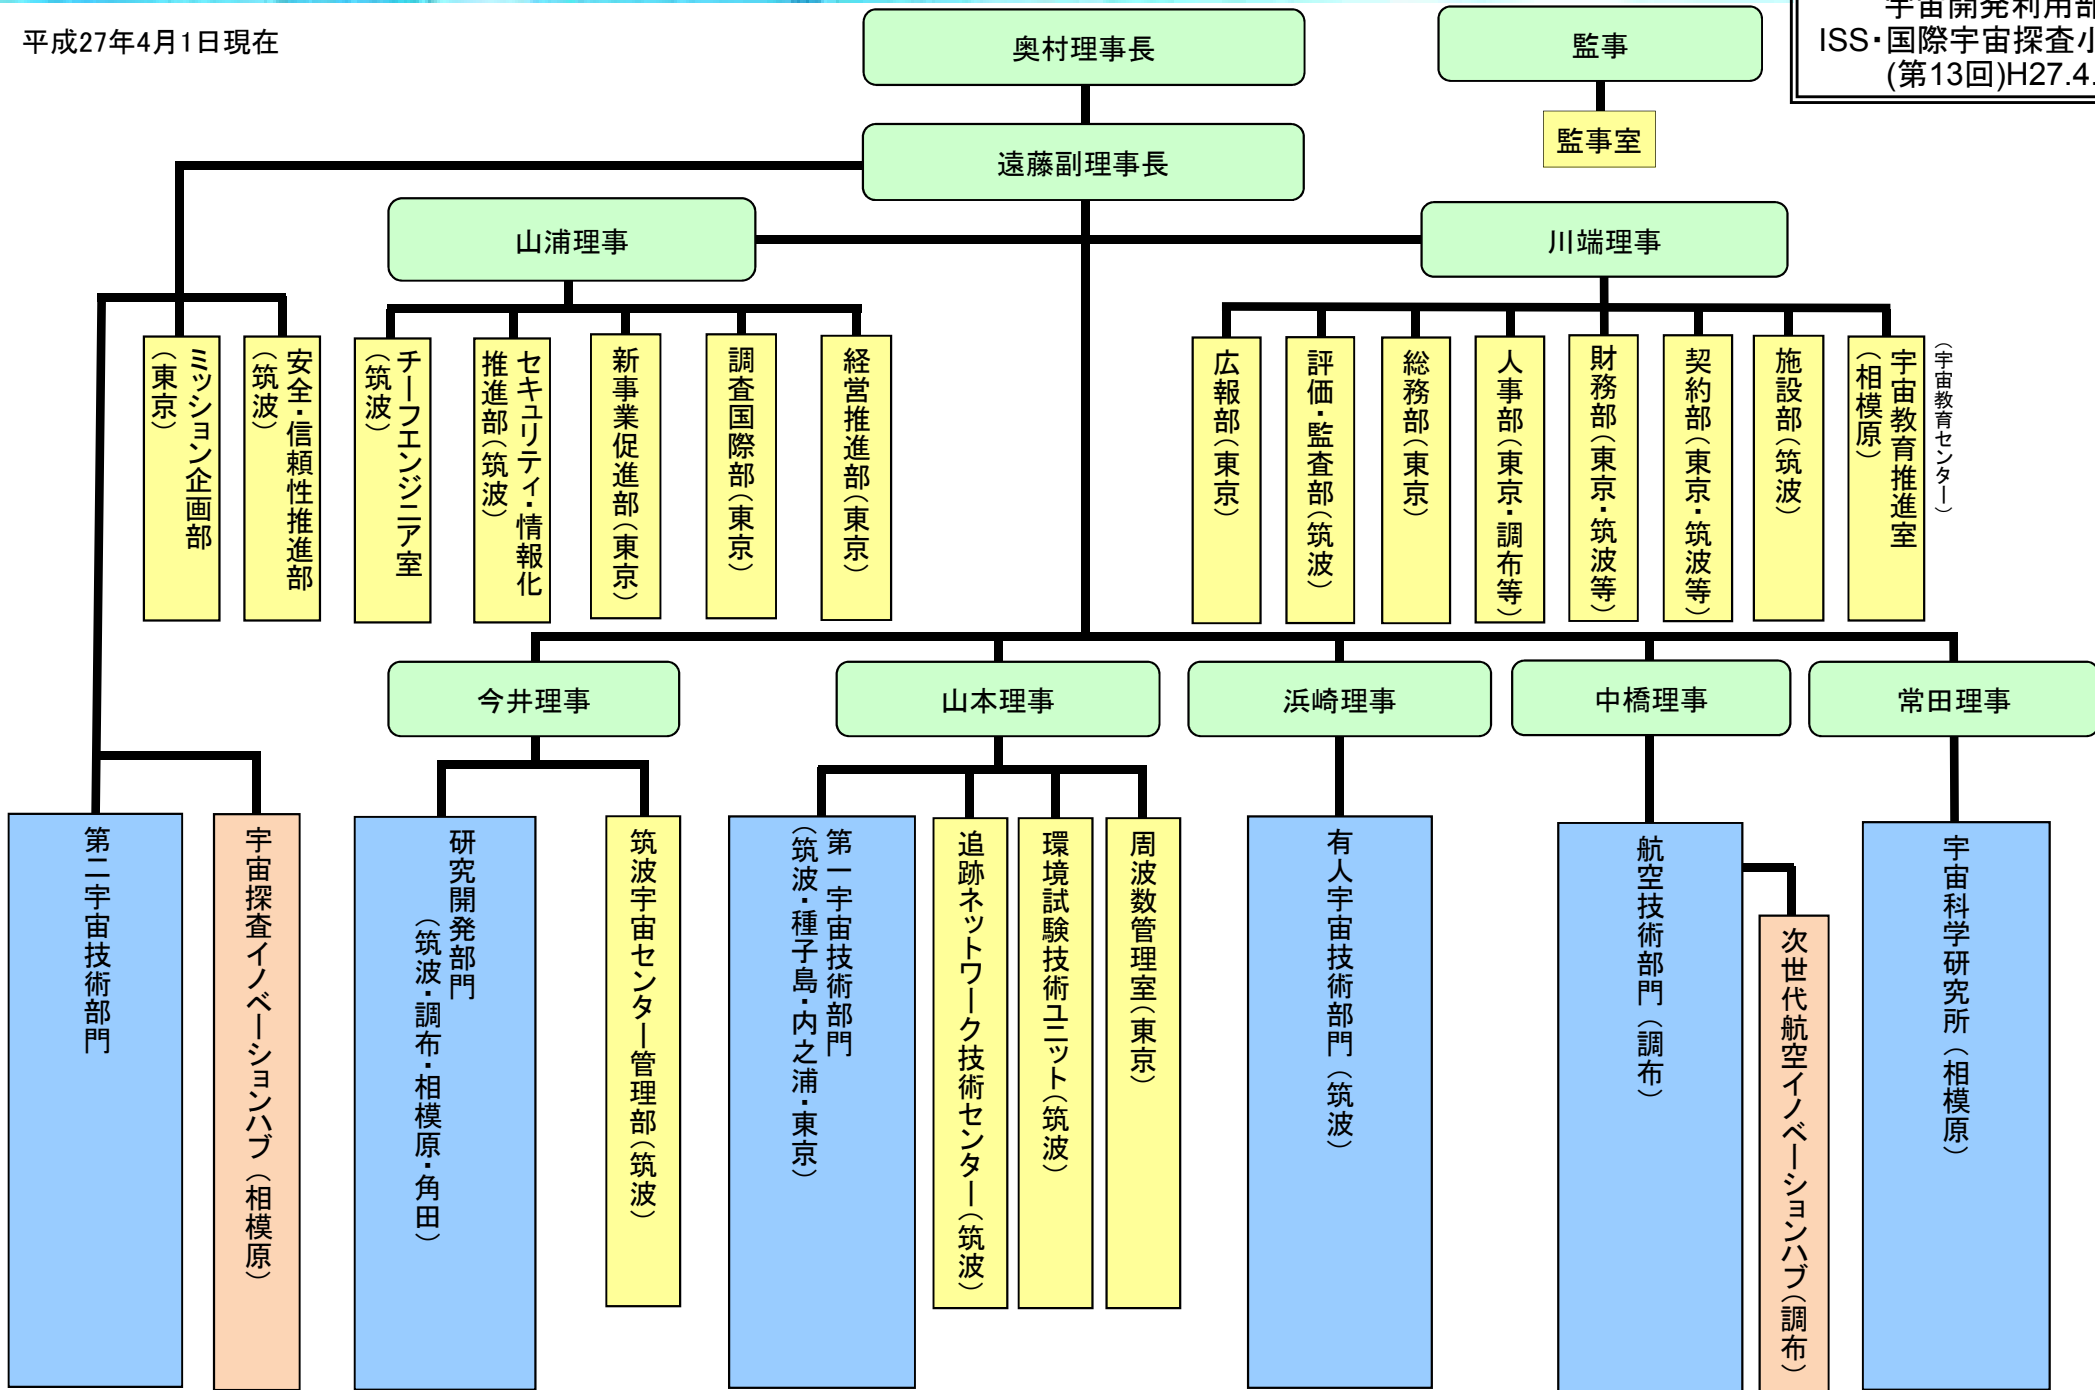 宇宙開発利用部
ISS・国際宇宙探査小
(第13回)H27.4.
平成27年4月1日現在
奥村理事長
監事
監事室
遠藤副理事長
山浦理事
川端理事
ミッション企画部
(東京)
安全・信頼性推進部
(筑波)
チーフエンジニア室
(筑波)
セキュリティ・情報化
推進部(筑波)
新事業促進部(東京)
調査国際部(東京)
経営推進部(東京)
広報部(東京)
評価・監査部(筑波)
総務部(東京)
人事部(東京・調布等)
財務部(東京・筑波等)
契約部(東京・筑波等)
施設部(筑波)
宇宙教育推進室
(相模原)
(宇宙教育センター)
今井理事
山本理事
浜崎理事
中橋理事
常田理事
第二宇宙技術部門
宇宙探査イノベーションハブ(相模原)
研究開発部門
(筑波・調布・相模原・角田)
筑波宇宙センター管理部(筑波)
第一宇宙技術部門
(筑波・種子島・内之浦・東京)
追跡ネットワーク技術センター(筑波)
環境試験技術ユニット(筑波)
周波数管理室(東京)
有人宇宙技術部門(筑波)
航空技術部門(調布)
次世代航空イノベーションハブ(調布)
宇宙科学研究所(相模原)